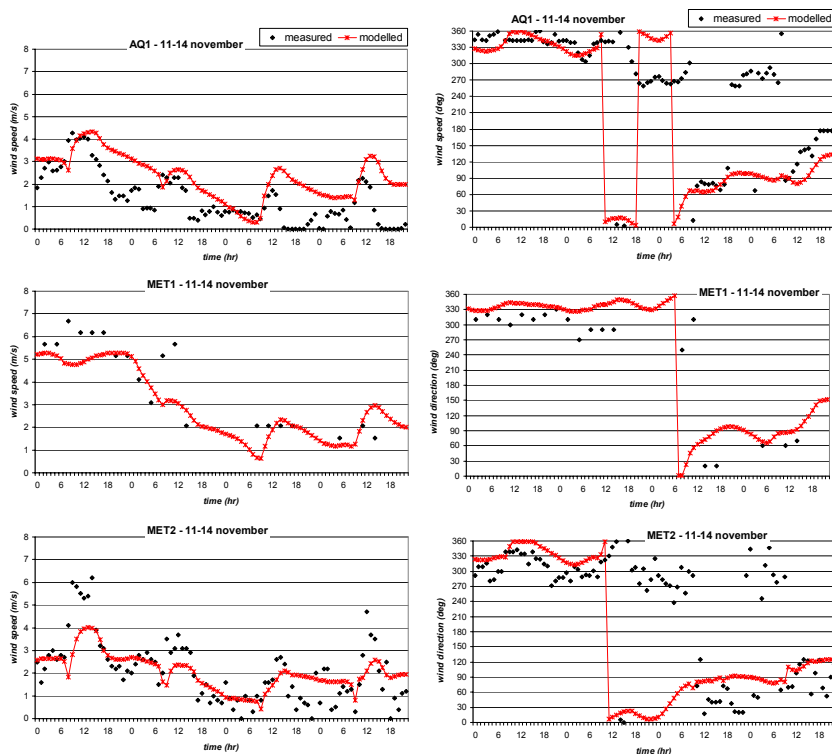 AQ1 - 11-14 november
measured modelled
wind speed (m/s)
8
7
6
5
4
3
2
1
0
0 6 12 18 0 6 12 18 0 6 12 18 0 6 12 18
time (hr)
AQ1 - 11-14 november
measured modelled
wind speed (deg)
360
330
300
270
240
210
180
150
120
90
60
30
0
0 6 12 18 0 6 12 18 0 6 12 18 0 6 12 18
time (hr)
MET1 - 11-14 november
wind speed (m/s)
8
7
6
5
4
3
2
1
0
0 6 12 18 0 6 12 18 0 6 12 18 0 6 12 18
time (hr)
MET1 - 11-14 november
wind direction (deg)
360
330
300
270
240
210
180
150
120
90
60
30
0
0 6 12 18 0 6 12 18 0 6 12 18 0 6 12 18
time (hr)
MET2 - 11-14 november
wind speed (m/s)
8
7
6
5
4
3
2
1
0
0 6 12 18 0 6 12 18 0 6 12 18 0 6 12 18
time (hr)
MET2 - 11-14 november
wind direction (deg)
360
330
300
270
240
210
180
150
120
90
60
30
0
0 6 12 18 0 6 12 18 0 6 12 18 0 6 12 18
time (hr)